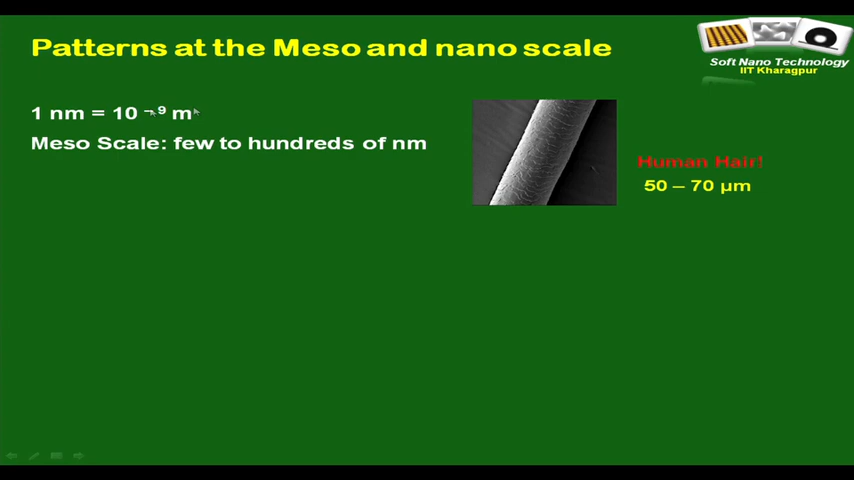 Patterns at the Meso and nano scale
Soft Nano Technology
IIT Kharagpur
1 nm = 10 ⁻⁹ m
Meso Scale: few to hundreds of nm
Human Hair!
50 – 70 µm